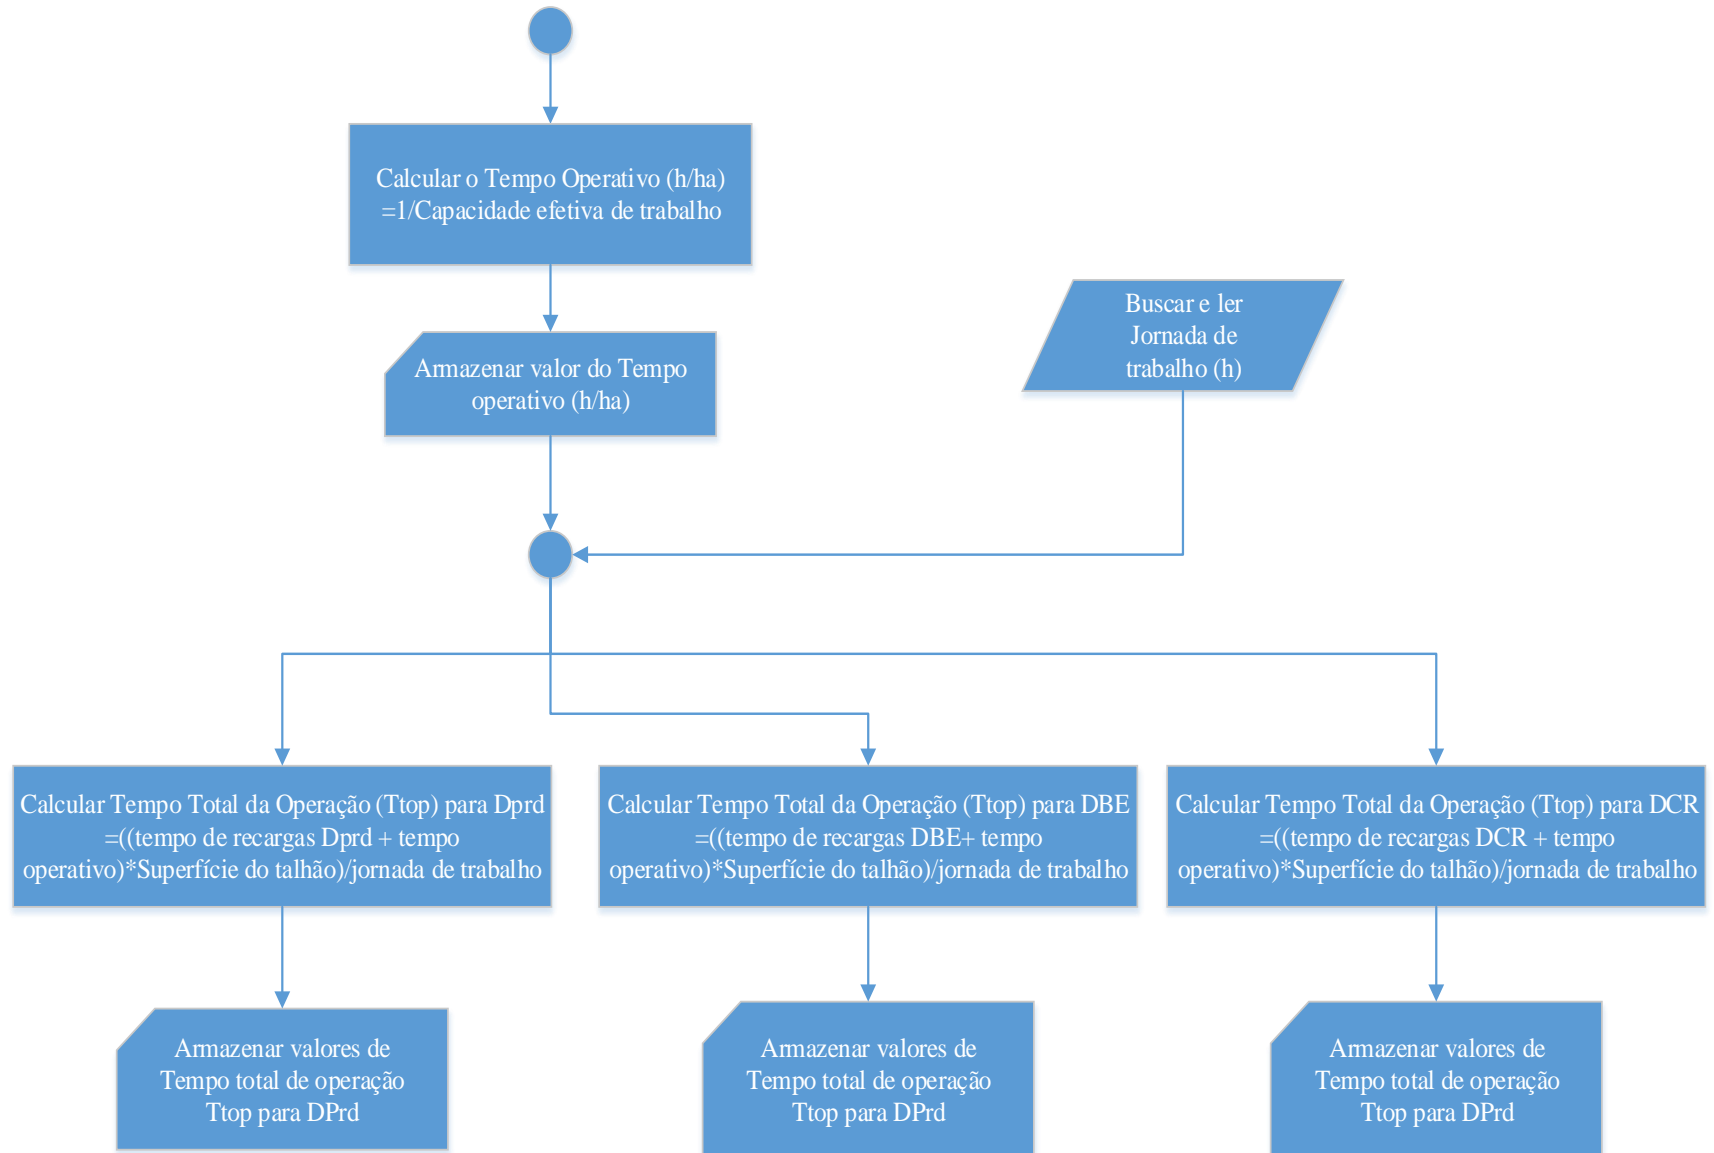 Calcular o Tempo Operativo (h/ha)
=1/Capacidade efetiva de trabalho
Buscar e ler
Jornada de
trabalho (h)
Armazenar valor do Tempo
operativo (h/ha)
Calcular Tempo Total da Operação (Ttop) para Dprd
=((tempo de recargas Dprd + tempo
operativo)*Superfície do talhão)/jornada de trabalho
Calcular Tempo Total da Operação (Ttop) para DBE
=((tempo de recargas DBE+ tempo
operativo)*Superfície do talhão)/jornada de trabalho
Calcular Tempo Total da Operação (Ttop) para DCR
=((tempo de recargas DCR + tempo
operativo)*Superfície do talhão)/jornada de trabalho
Armazenar valores de
Tempo total de operação
Ttop para DPrd
Armazenar valores de
Tempo total de operação
Ttop para DPrd
Armazenar valores de
Tempo total de operação
Ttop para DPrd